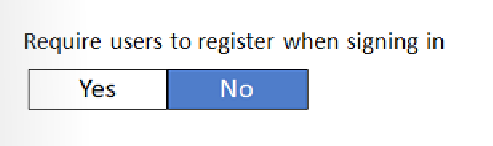 Require users to register when signing in
Yes No